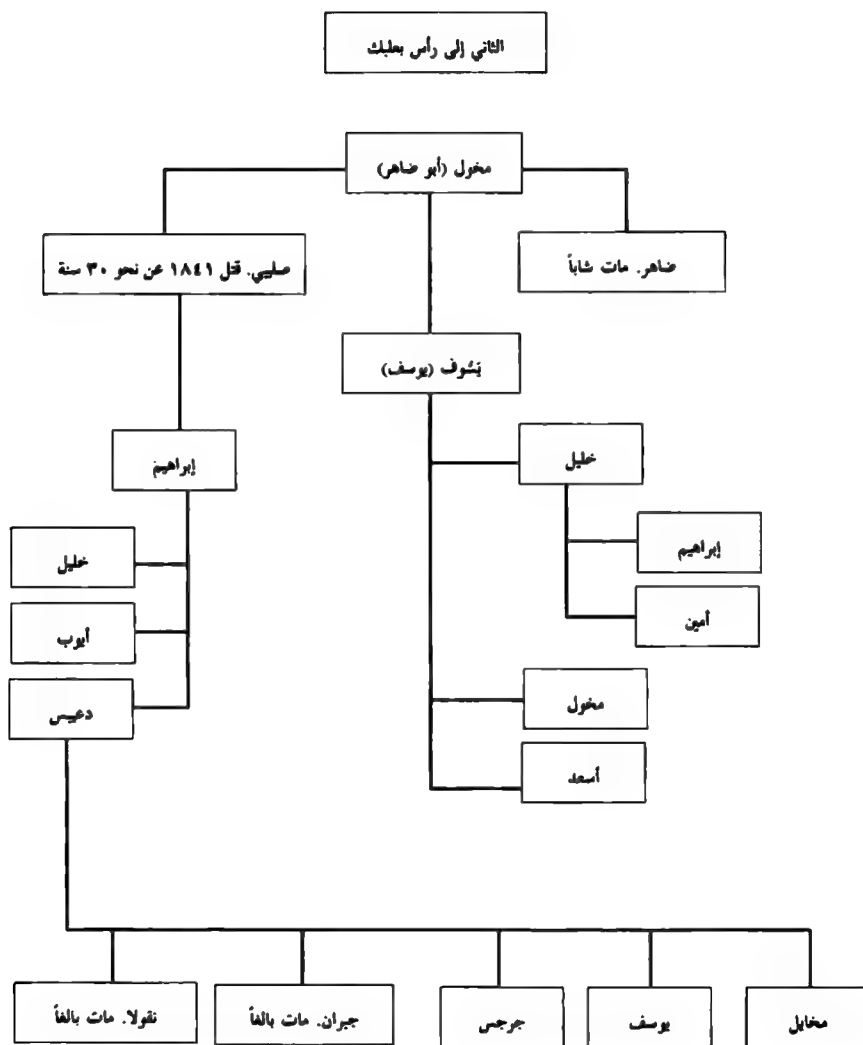 الثاني إلى رأس بعلبك
مخول (أبو ضاهر)
ضاهر. مات شاباً
صليبي. قتل ١٨٤١ عن نحو ٣٠ سنة
يَسُوف (يوسف)
إبراهيم
خليل
إبراهيم
أمين
خليل
أيوب
دعيبس
مخول
أسعد
مخايل
يوسف
جرجس
جبران. مات بالغاً
نقولا. مات بالغاً